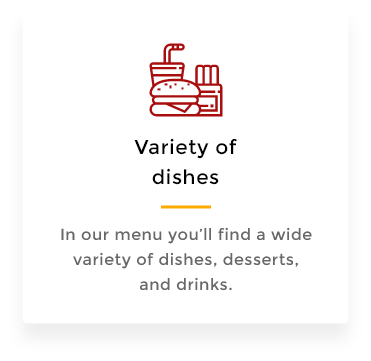 Variety of
dishes
In our menu you’ll find a wide
variety of dishes, desserts,
and drinks.